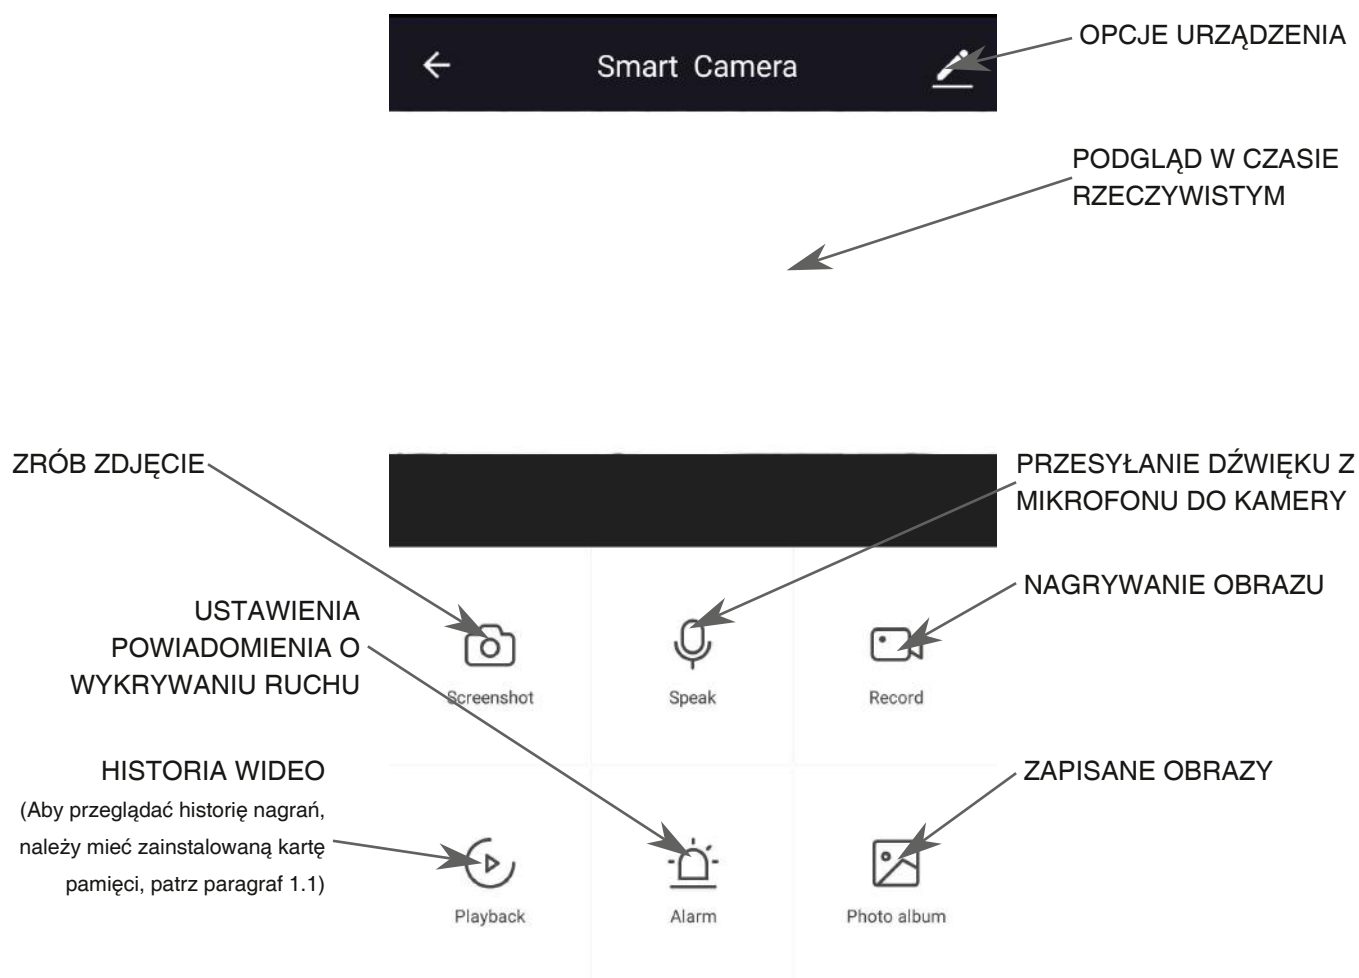 OPCJE URZĄDZENIA
Smart Camera
PODGLĄD W CZASIE
RZECZYWISTYM
ZRÓB ZDJĘCIE
PRZESYŁANIE DŹWIĘKU Z
MIKROFONU DO KAMERY
NAGRYWANIE OBRAZU
USTAWIENIA
POWIADOMIENIA O
WYKRYWANIU RUCHU
Screenshot
Speak
Record
HISTORIA WIDEO
(Aby przeglądać historię nagrań,
należy mieć zainstalowaną kartę
pamięci, patrz paragraf 1.1)
ZAPISANE OBRAZY
Playback
Alarm
Photo album